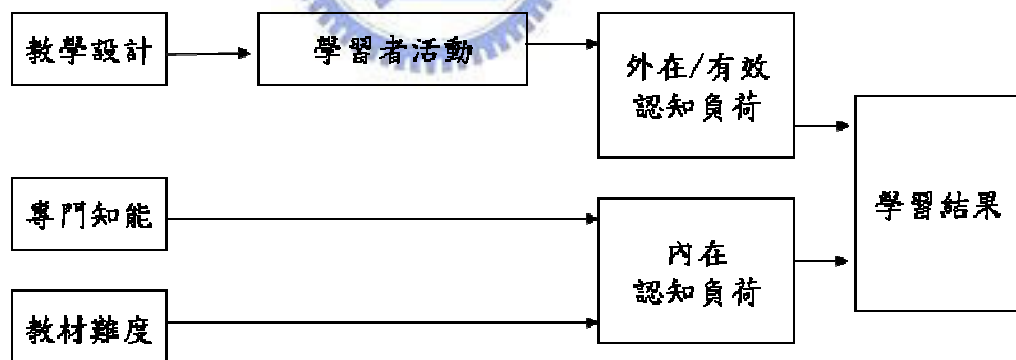 教學設計
學習者活動
外在/有效
認知負荷
專門知能
內在
認知負荷
教材難度
學習結果